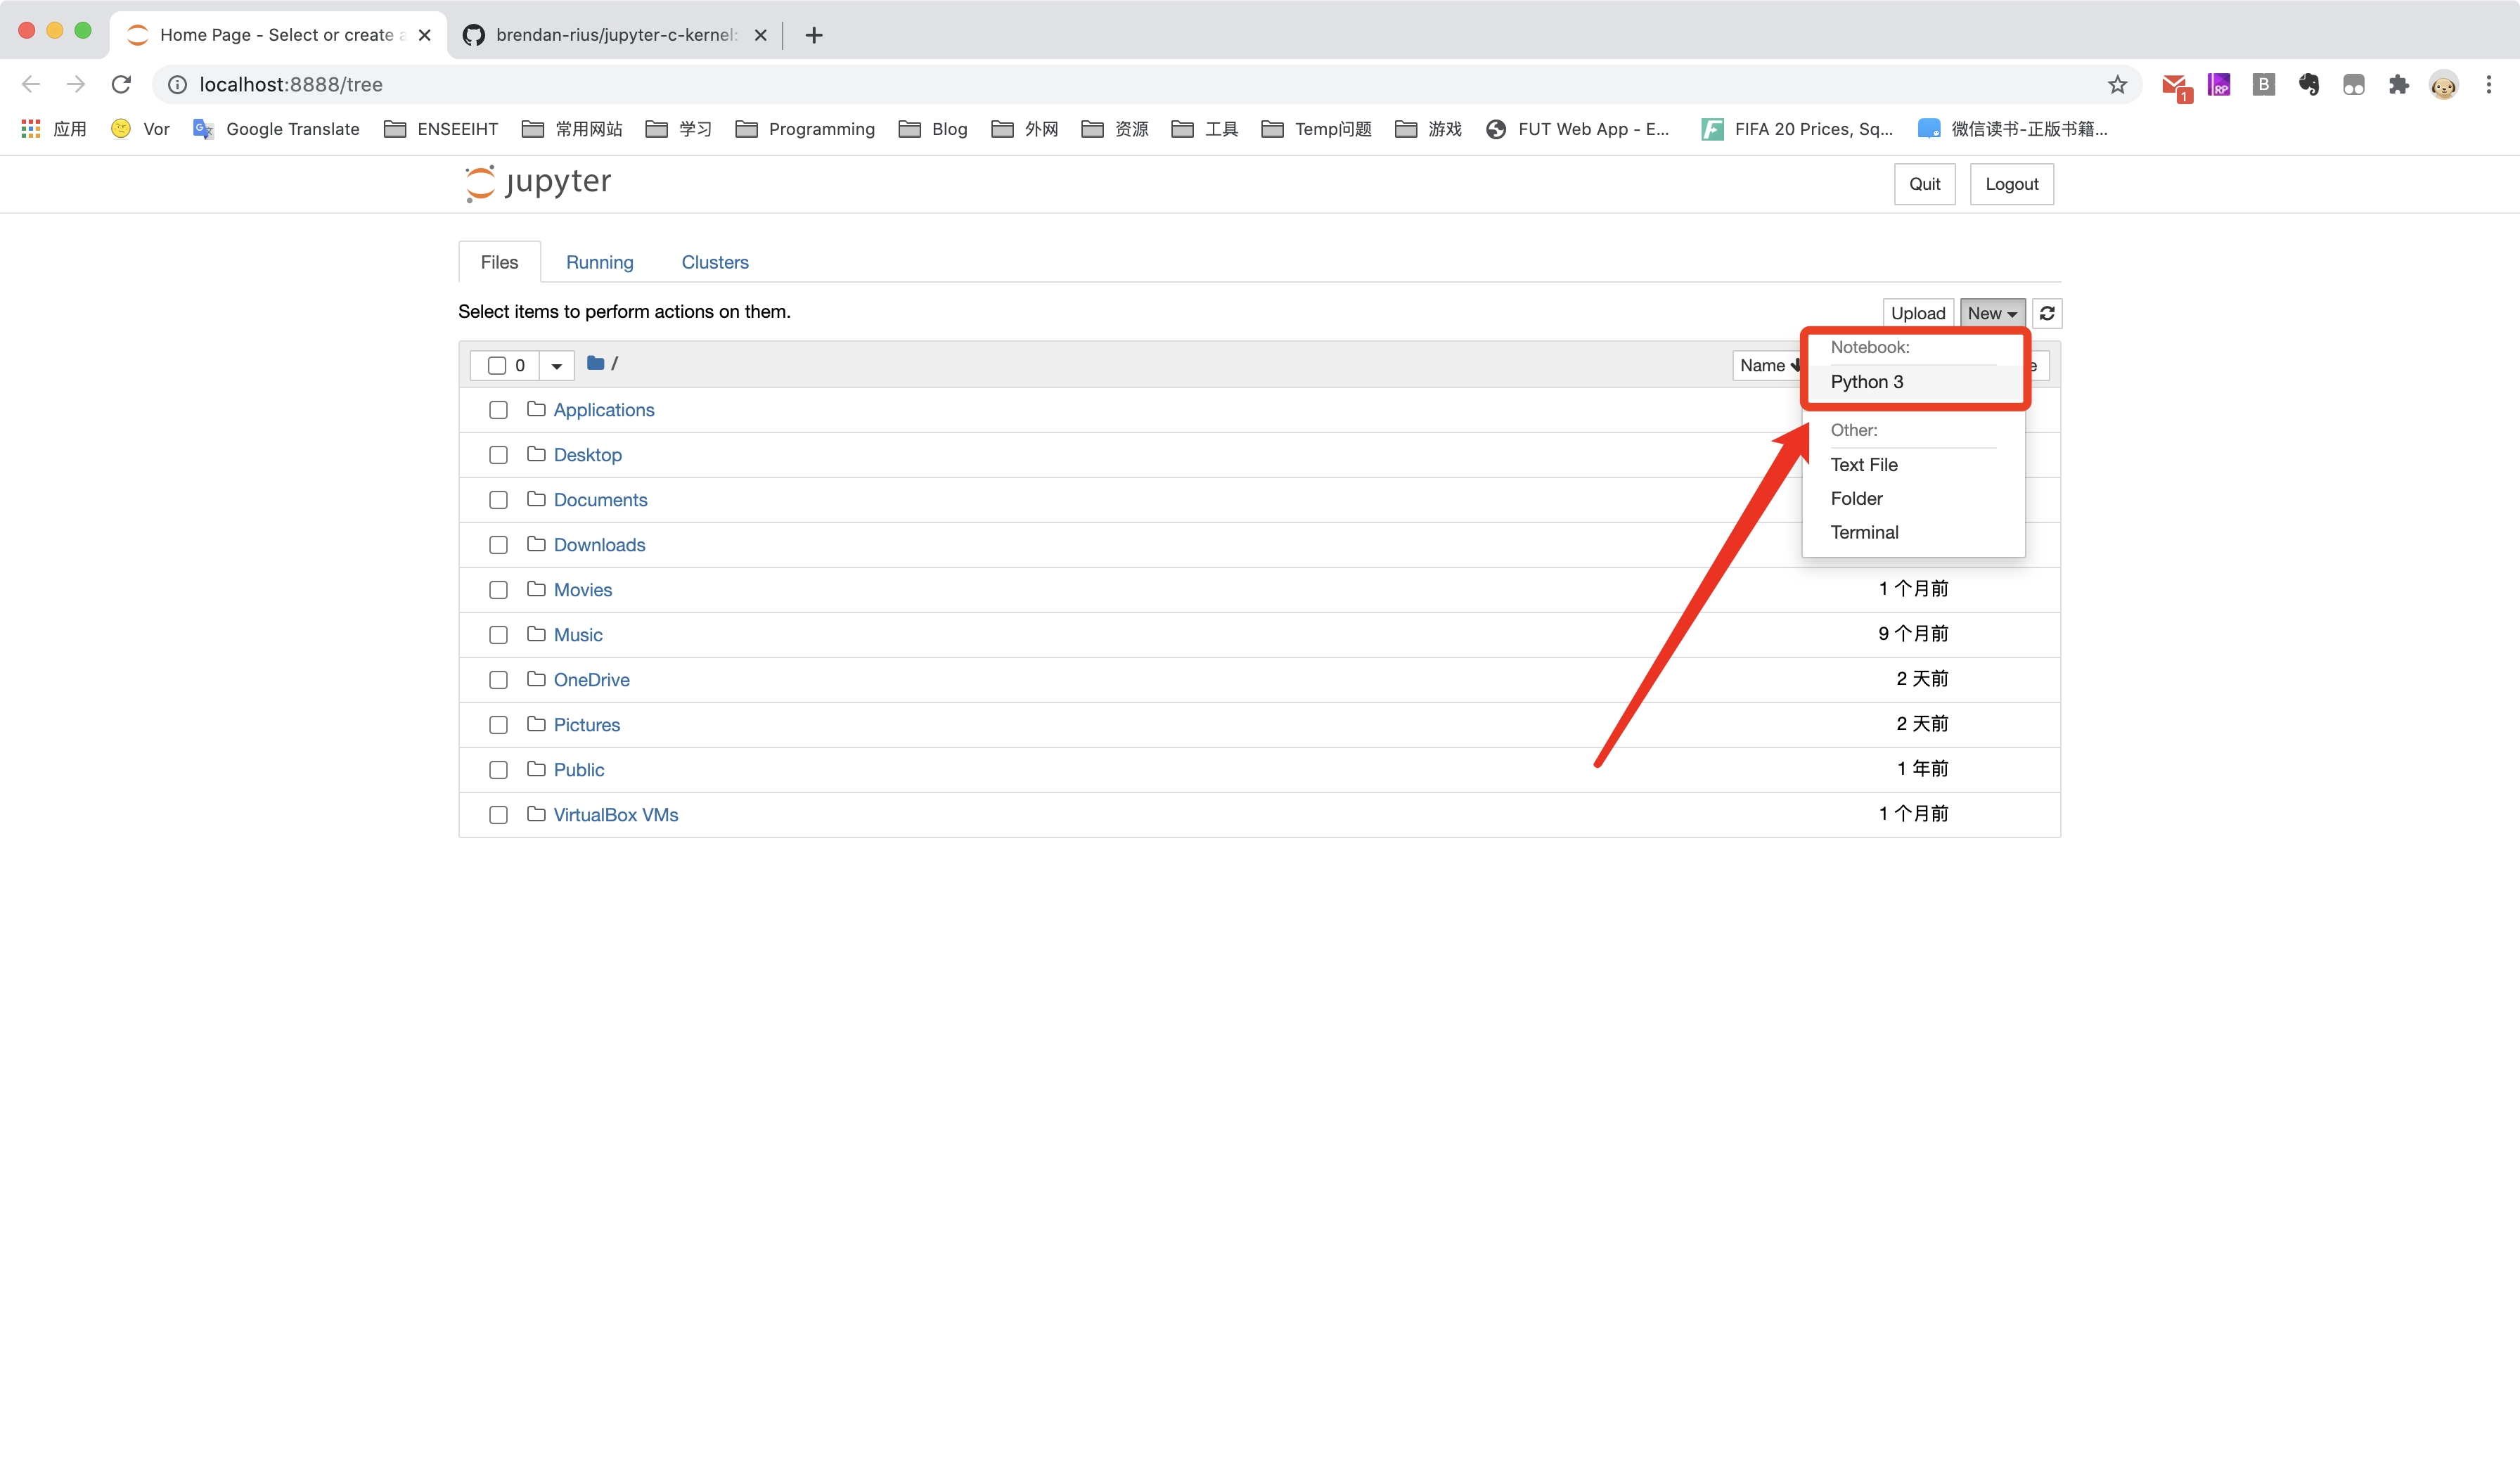 Home Page - Select or create a
brendan-rius/jupyter-c-kernel:
localhost:8888/tree
1
RP
B
应用
Vor
Google Translate
ENSEEIHT
常用网站
学习
Programming
Blog
外网
资源
工具
Temp问题
游戏
FUT Web App - E...
FIFA 20 Prices, Sq...
微信读书-正版书籍...
jupyter
Quit
Logout
Files
Running
Clusters
Select items to perform actions on them.
Upload
New
0
/
Name
e
Notebook:
Python 3
Other:
Text File
Folder
Terminal
Applications
Desktop
Documents
Downloads
Movies
1 个月前
Music
9 个月前
OneDrive
2 天前
Pictures
2 天前
Public
1 年前
VirtualBox VMs
1 个月前